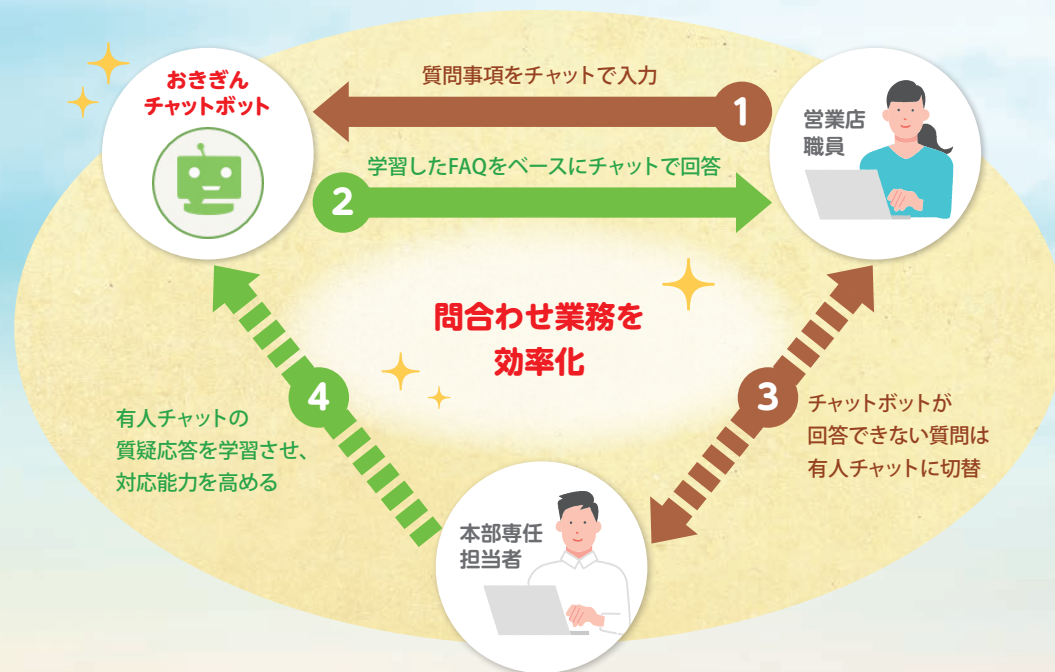 おきぎん
チャットボット
質問事項をチャットで入力
1
営業店
職員
学習したFAQをベースにチャットで回答
2
問合わせ業務を
効率化
3
チャットボットが
回答できない質問は
有人チャットに切替
4
有人チャットの
質疑応答を学習させ、
対応能力を高める
本部専任
担当者